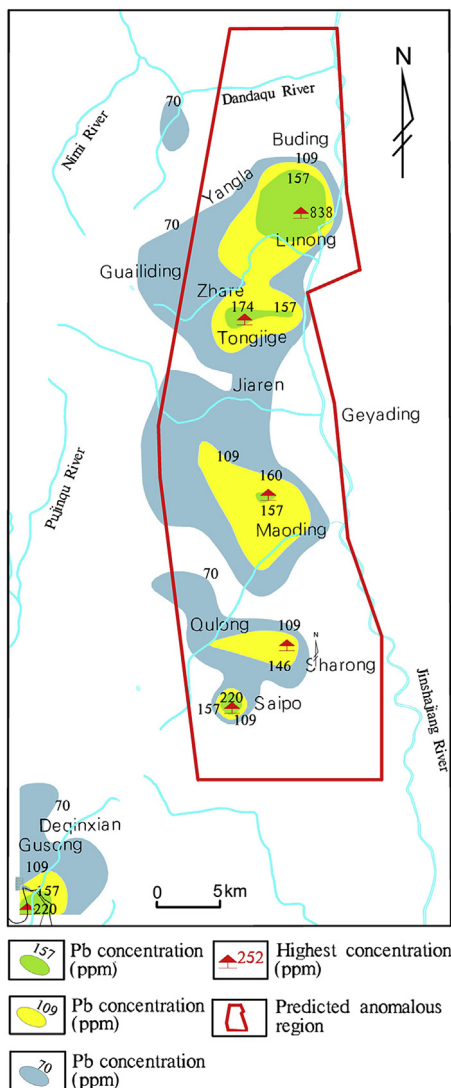 N
70
Dandaqu River
Nimi River
Buding
109
157
Yangla
838
70
Lunong
Guailiding
Zhare
174
157
Tongjige
Jiaren
Geyading
109
160
157
Maoding
Pujinqu River
70
Qulong
109
N
146
Sharong
220
Saipo
157
109
Jinshajiang River
70
Deqinxian
Gusong
109
157
220
0 5km
157 Pb concentration (ppm)
252 Highest concentration (ppm)
109 Pb concentration (ppm)
Predicted anomalous region
70 Pb concentration (ppm)